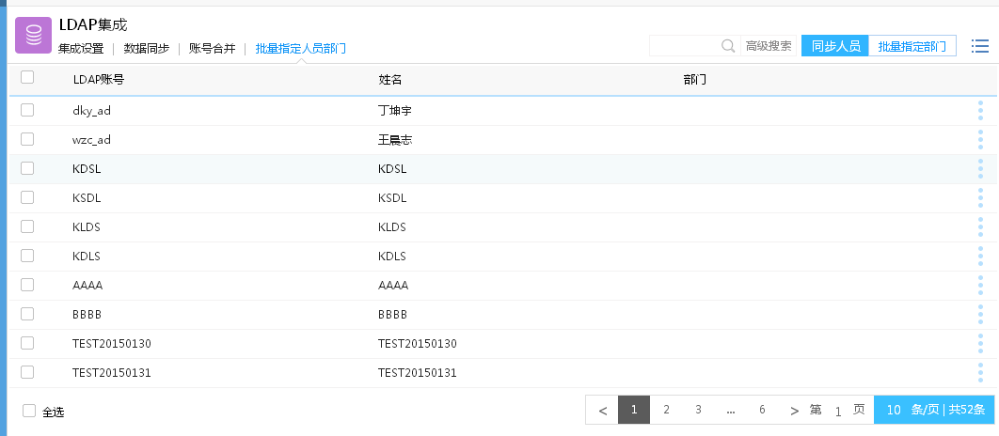 LDAP集成
集成设置 | 数据同步 | 账号合并 | 批量指定人员部门
高级搜索 同步人员 批量指定部门
LDAP账号 姓名 部门
dky_ad 丁坤宇
wzc_ad 王晨志
KDSL KDSL
KSDL KSDL
KLDS KLDS
KDLS KDLS
AAAA AAAA
BBBB BBBB
TEST20150130 TEST20150130
TEST20150131 TEST20150131
全选 < 1 2 3 ... 6 > 第 1 页 10 条/页 | 共52条